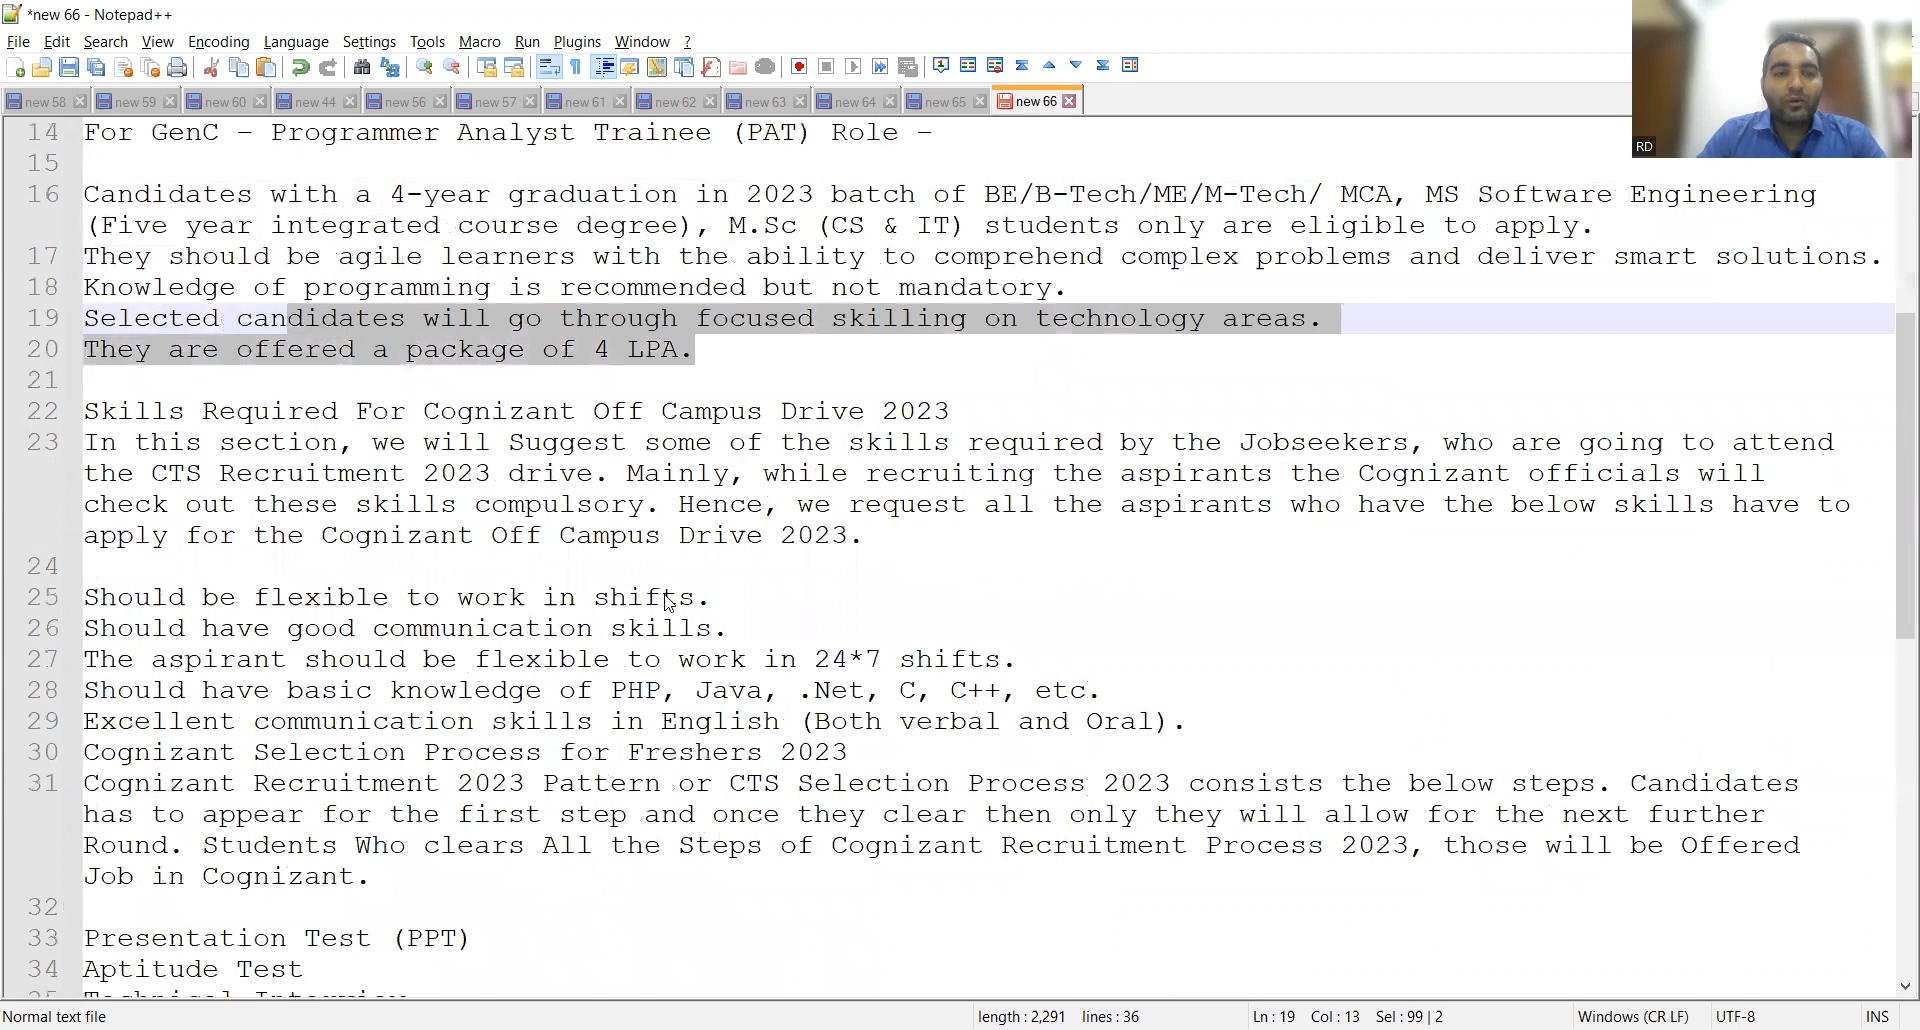 *new 66 - Notepad++
File Edit Search View Encoding Language Settings Tools Macro Run Plugins Window ?
new 58 new 59 new 60 new 44 new 56 new 57 new 61 new 62 new 63 new 64 new 65 new 66
RD
14 For GenC – Programmer Analyst Trainee (PAT) Role –
15
16 Candidates with a 4-year graduation in 2023 batch of BE/B-Tech/ME/M-Tech/ MCA, MS Software Engineering
(Five year integrated course degree), M.Sc (CS & IT) students only are eligible to apply.
17 They should be agile learners with the ability to comprehend complex problems and deliver smart solutions.
18 Knowledge of programming is recommended but not mandatory.
19 Selected candidates will go through focused skilling on technology areas.
20 They are offered a package of 4 LPA.
21
22 Skills Required For Cognizant Off Campus Drive 2023
23 In this section, we will Suggest some of the skills required by the Jobseekers, who are going to attend
the CTS Recruitment 2023 drive. Mainly, while recruiting the aspirants the Cognizant officials will
check out these skills compulsory. Hence, we request all the aspirants who have the below skills have to
apply for the Cognizant Off Campus Drive 2023.
24
25 Should be flexible to work in shifts.
26 Should have good communication skills.
27 The aspirant should be flexible to work in 24*7 shifts.
28 Should have basic knowledge of PHP, Java, .Net, C, C++, etc.
29 Excellent communication skills in English (Both verbal and Oral).
30 Cognizant Selection Process for Freshers 2023
31 Cognizant Recruitment 2023 Pattern or CTS Selection Process 2023 consists the below steps. Candidates
has to appear for the first step and once they clear then only they will allow for the next further
Round. Students Who clears All the Steps of Cognizant Recruitment Process 2023, those will be Offered
Job in Cognizant.
32
33 Presentation Test (PPT)
34 Aptitude Test
35 Technical Interview
Normal text file length : 2,291 lines : 36 Ln : 19 Col : 13 Sel : 99 | 2 Windows (CR LF) UTF-8 INS